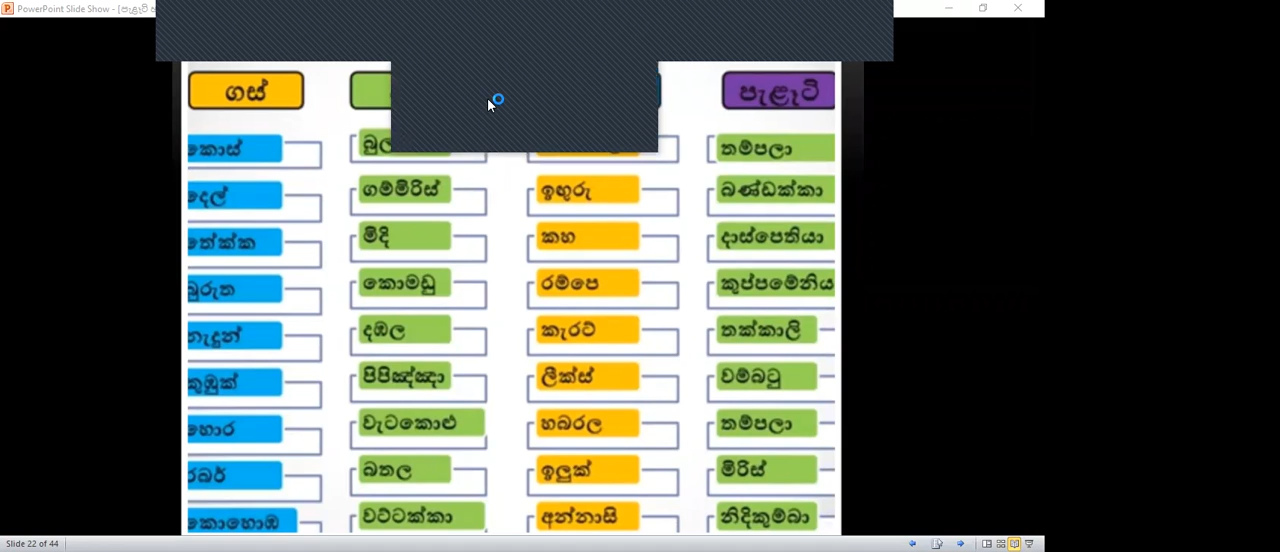 PowerPoint Slide Show - [පැළෑටි
ගස්
පැළෑටි
කොස්
තම්පලා
දෙල්
ගම්මිරිස්
ඉඟුරු
බණ්ඩක්කා
තේක්ක
මිදි
කහ
දාස්පෙතියා
බුරුත
කොමඩු
රම්පෙ
කුප්පමේනිය
නැදුන්
දඹල
කැරට්
තක්කාලි
කුඹුක්
පිපිඤ්ඤා
ලීක්ස්
වම්බටු
හොර
වැටකොළු
හබරල
තම්පලා
රබර්
බතල
ඉලුක්
මිරිස්
කොහොඹ
වට්ටක්කා
අන්නාසි
නිදිකුම්බා
Slide 22 of 44